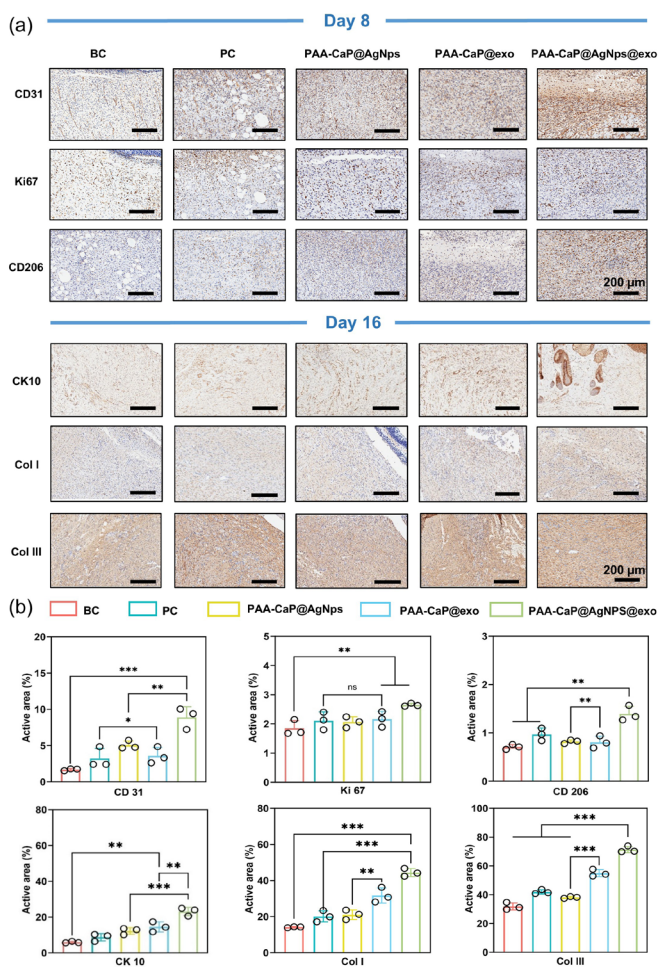 (a)
Day 8
BC PC PAA-CaP@AgNps PAA-CaP@exo PAA-CaP@AgNps@exo
CD31
Ki67
CD206
200 μm
Day 16
CK10
Col I
Col III
200 μm
(b)
BC PC PAA-CaP@AgNps PAA-CaP@exo PAA-CaP@AgNPS@exo
Active area (%)
20
15
10
5
0
***
**
*
CD 31
Active area (%)
6
5
4
3
2
1
0
**
ns
Ki 67
Active area (%)
3
2
1
0
**
**
CD 206
Active area (%)
80
60
40
20
0
**
**
***
CK 10
Active area (%)
100
80
60
40
20
0
***
***
**
Col I
Active area (%)
100
80
60
40
20
0
***
***
Col III